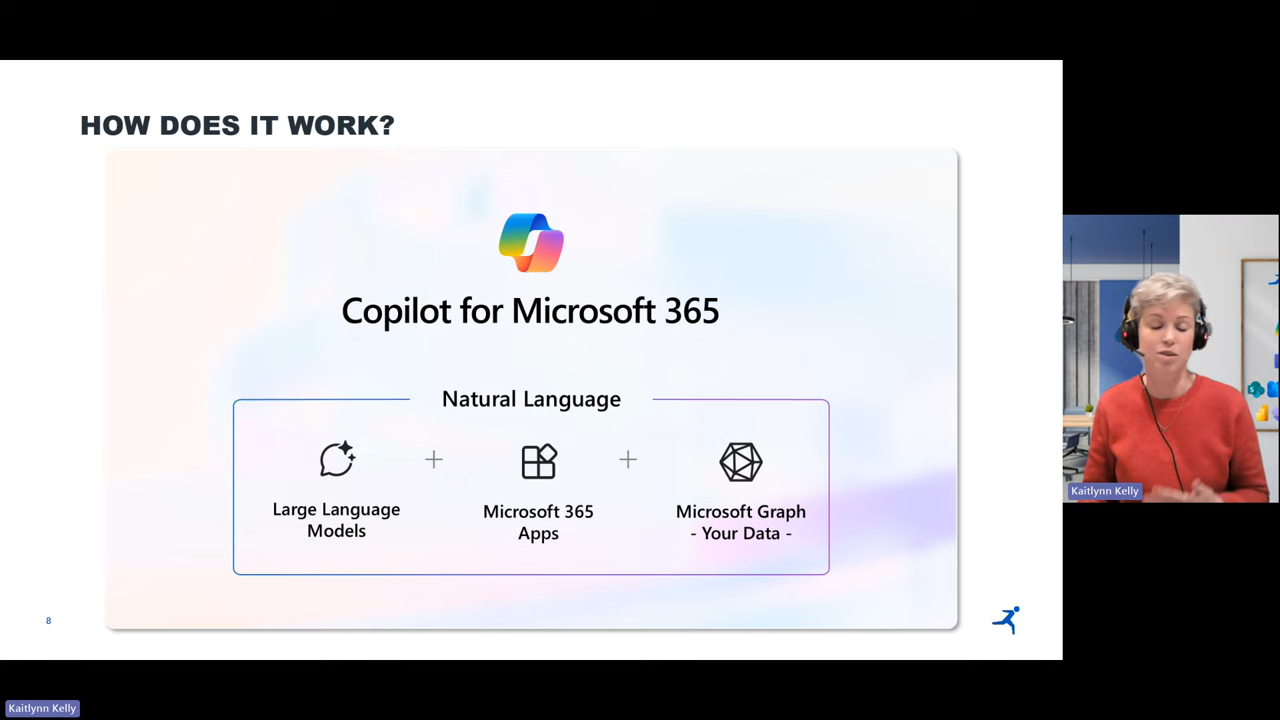 HOW DOES IT WORK?
Copilot for Microsoft 365
Natural Language
Large Language
Models
+
Microsoft 365
Apps
+
Microsoft Graph
- Your Data -
8
Kaitlynn Kelly
Kaitlynn Kelly